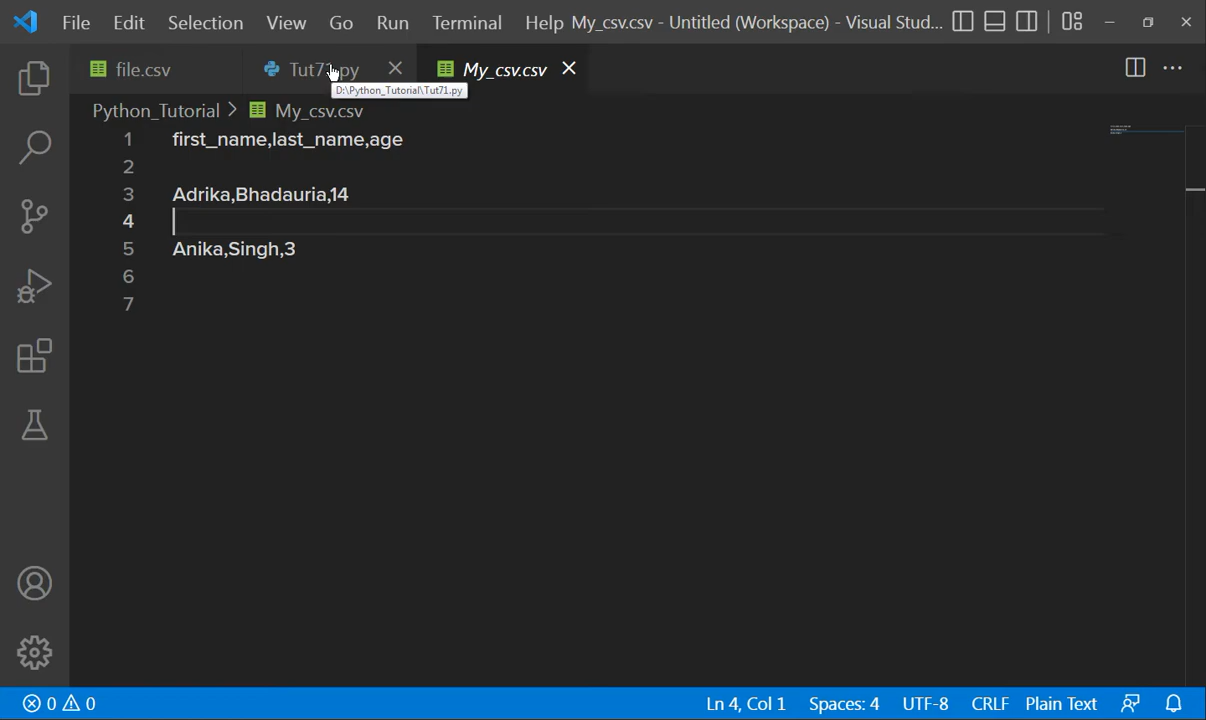 File Edit Selection View Go Run Terminal Help My_csv.csv - Untitled (Workspace) - Visual Stud...
file.csv Tut71.py My_csv.csv
D:\Python_Tutorial\Tut71.py
Python_Tutorial > My_csv.csv
1 first_name,last_name,age
2
3 Adrika,Bhadauria,14
4
5 Anika,Singh,3
6
7
0 0 Ln 4, Col 1 Spaces: 4 UTF-8 CRLF Plain Text